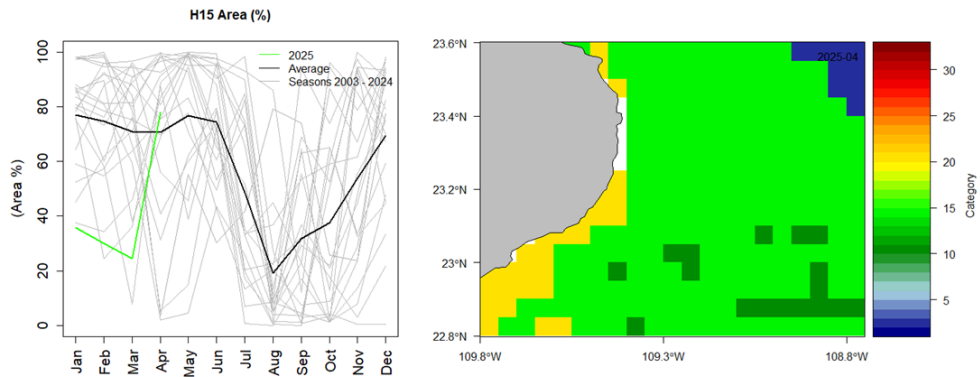 H15 Area (%)
(Area %)
100
80
60
40
20
0
2025
Average
Seasons 2003 - 2024
Jan
Feb
Mar
Apr
May
Jun
Jul
Aug
Sep
Oct
Nov
Dec
23.6°N
23.4°N
23.2°N
23°N
22.8°N
109.8°W
109.3°W
108.8°W
2025-04
30
25
20
15
10
5
Category